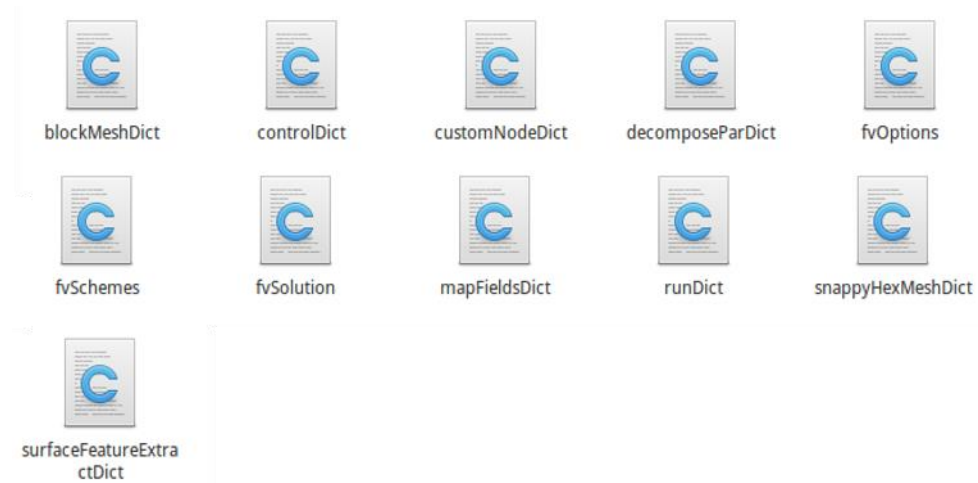 blockMeshDict controlDict customNodeDict decomposeParDict fvOptions
fvSchemes fvSolution mapFieldsDict runDict snappyHexMeshDict
surfaceFeatureExtra
ctDict